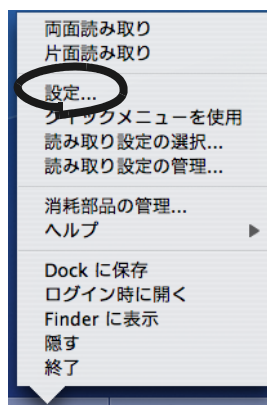 両面読み取り
片面読み取り
設定...
クイックメニューを使用
読み取り設定の選択...
読み取り設定の管理...
消耗部品の管理...
ヘルプ
Dock に保存
ログイン時に開く
Finder に表示
隠す
終了